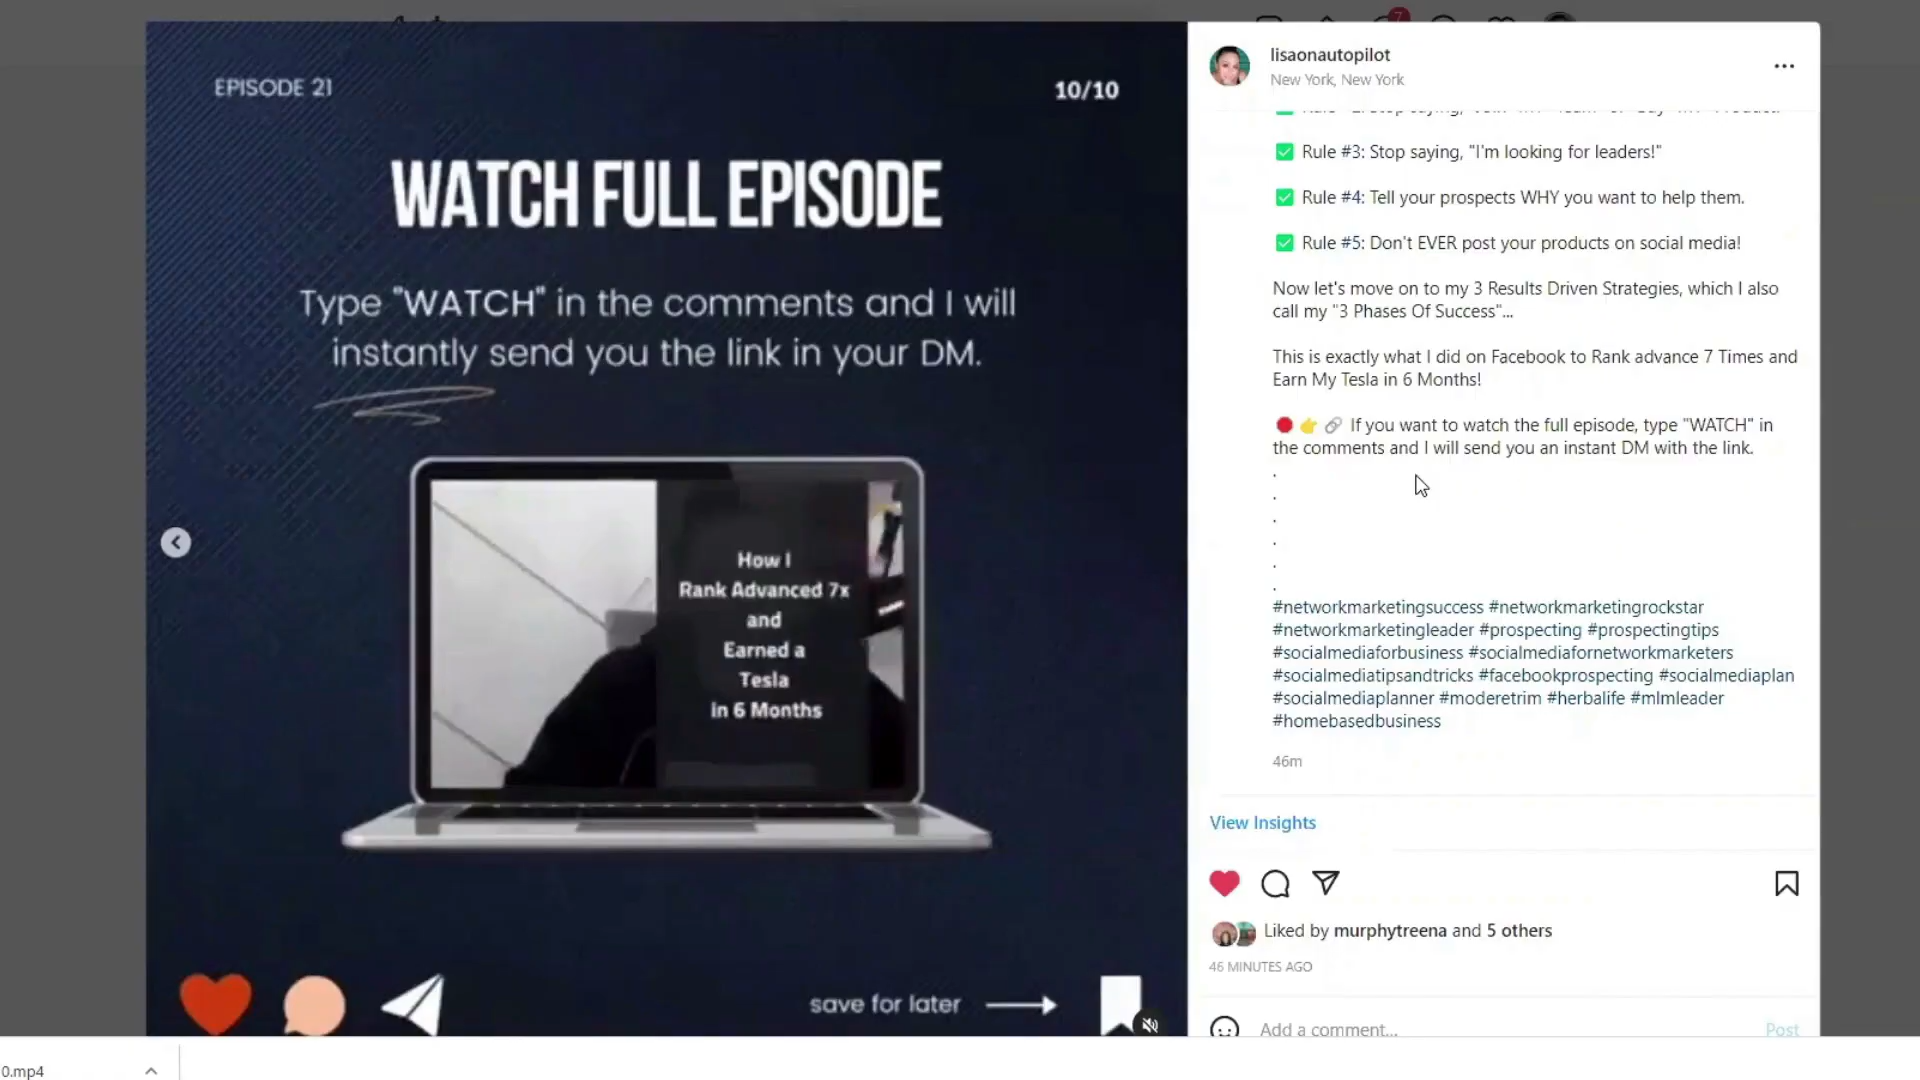 EPISODE 21
10/10
WATCH FULL EPISODE
Type "WATCH" in the comments and I will
instantly send you the link in your DM.
How I
Rank Advanced 7x
and
Earned a
Tesla
in 6 Months
save for later
7
lisaonautopilot
New York, New York
✅ Rule #3: Stop saying, "I'm looking for leaders!"
✅ Rule #4: Tell your prospects WHY you want to help them.
✅ Rule #5: Don't EVER post your products on social media!
Now let's move on to my 3 Results Driven Strategies, which I also
call my "3 Phases Of Success"...
This is exactly what I did on Facebook to Rank advance 7 Times and
Earn My Tesla in 6 Months!
🔴 👉 🔗 If you want to watch the full episode, type "WATCH" in
the comments and I will send you an instant DM with the link.
.
.
.
.
.
.
#networkmarketingsuccess #networkmarketingrockstar
#networkmarketingleader #prospecting #prospectingtips
#socialmediaforbusiness #socialmediafornetworkmarketers
#socialmediatipsandtricks #facebookprospecting #socialmediaplan
#socialmediaplanner #moderetrim #herbalife #mlmleader
#homebasedbusiness
46m
View Insights
Liked by murphytreena and 5 others
46 MINUTES AGO
Add a comment...
Post
0.mp4